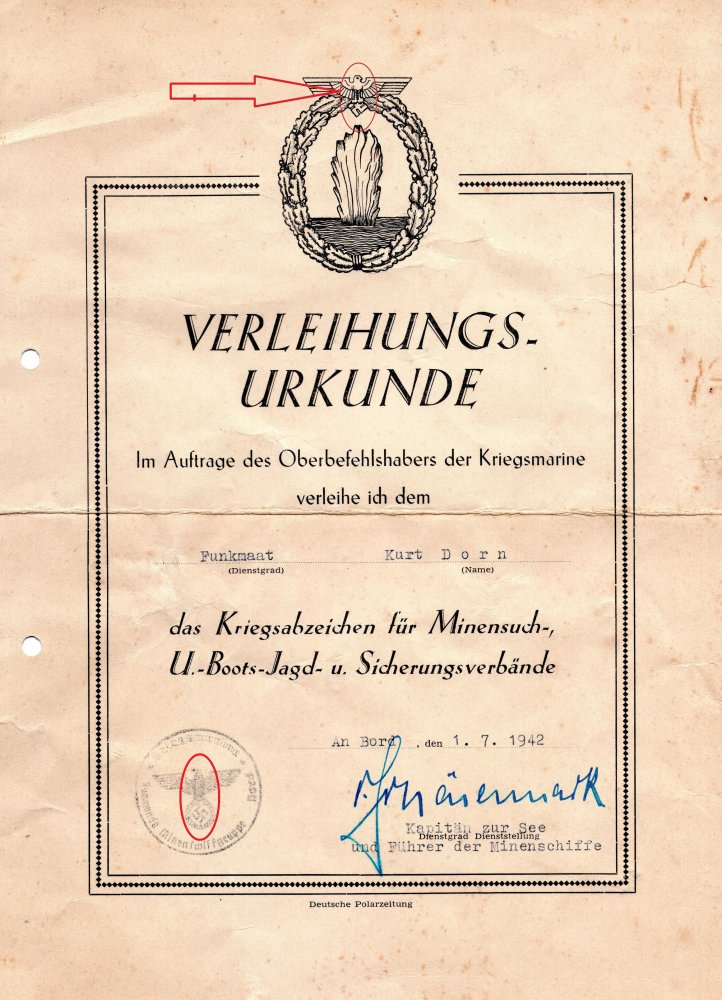 VERLEIHUNGS-
URKUNDE
Im Auftrage des Oberbefehlshabers der Kriegsmarine
verleihe ich dem
Funkmaat Kurt Dorn
(Dienstgrad) (Name)
das Kriegsabzeichen für Minensuch-,
U.-Boots-Jagd- u. Sicherungsverbände
An Bord , den 1. 7. 1942
Kapitän zur See
Dienstgrad Dienststellung
und Führer der Minenschiffe
Minenschiffgruppe
Deutsche Polarzeitung